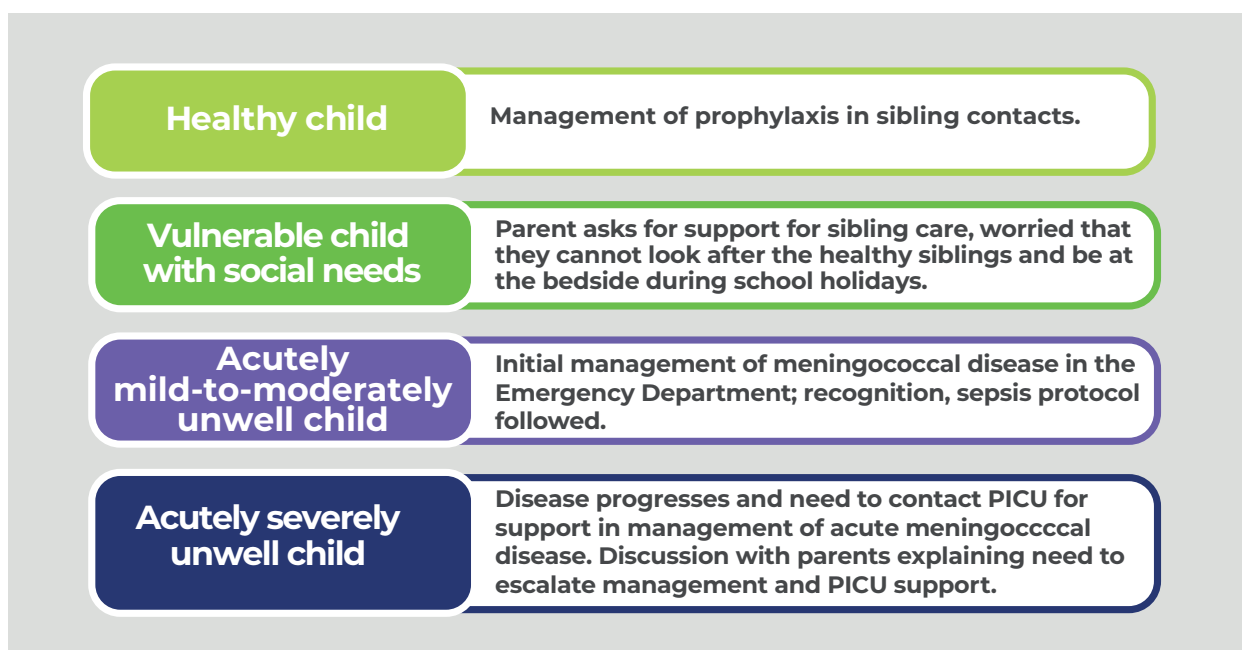 Healthy child
Management of prophylaxis in sibling contacts.
Vulnerable child
with social needs
Parent asks for support for sibling care, worried that
they cannot look after the healthy siblings and be at
the bedside during school holidays.
Acutely
mild-to-moderately
unwell child
Initial management of meningococcal disease in the
Emergency Department; recognition, sepsis protocol
followed.
Acutely severely
unwell child
Disease progresses and need to contact PICU for
support in management of acute meningoccccal
disease. Discussion with parents explaining need to
escalate management and PICU support.